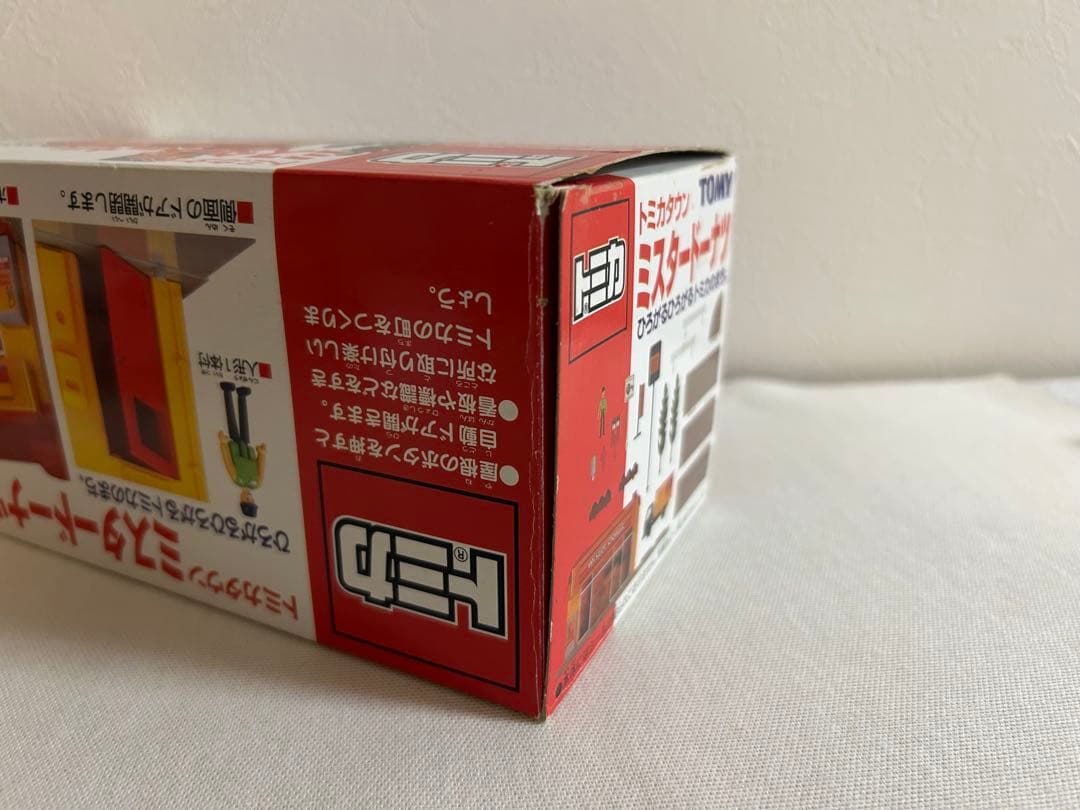 TOMY
トミカタウン
ミスタードーナツ
ひろがるひろがるトミカのまち。
トミカ
トミカ
トミカ®
●屋根のボタンを押すと
自動ドアが開きます。
●看板や標識などをすき
な所に取り付け楽しい
トミカの町をつくりま
しょう。
■側面のドアが開閉します。
■人形1体付
トミカタウン
ミスタードーナ
ひろがるひろがるトミカのまち。